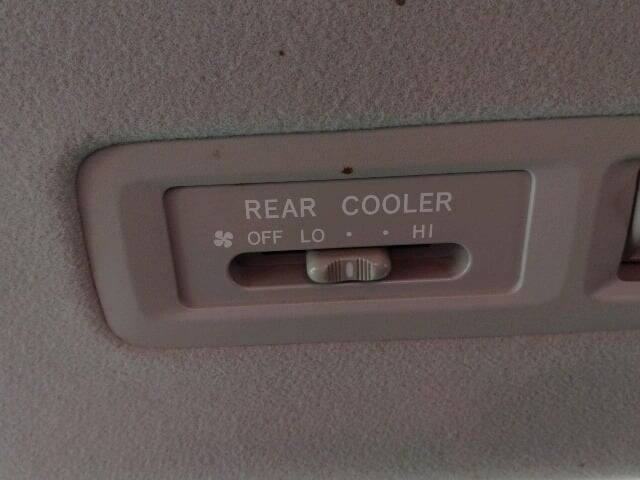 REAR COOLER
OFF LO · · HI